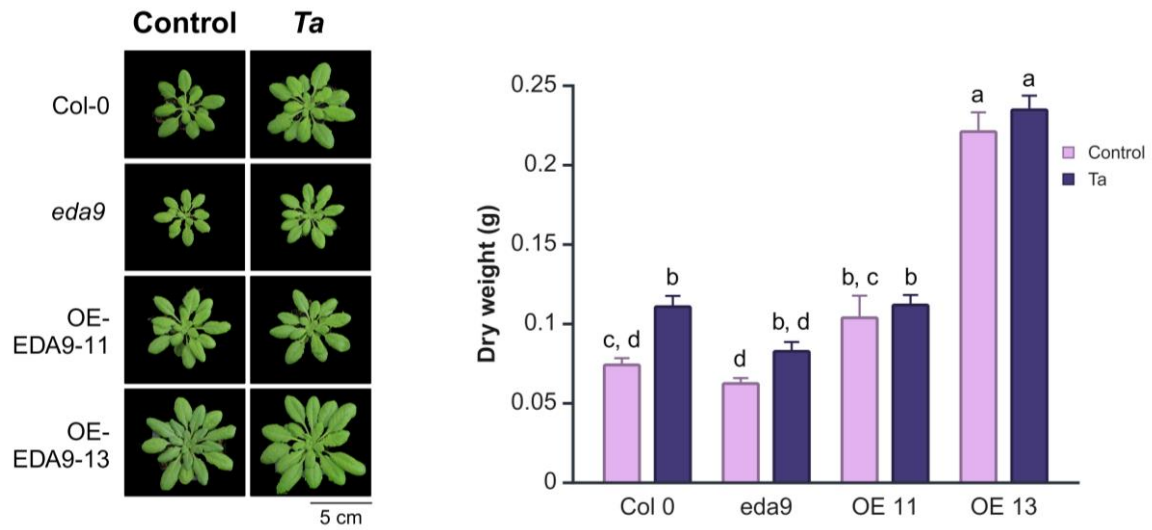 Control
Ta
Col-0
eda9
OE-
EDA9-11
OE-
EDA9-13
5 cm
Dry weight (g)
0.25
0.2
0.15
0.1
0.05
0
c, d
b
d
b, d
b, c
b
a
a
Col 0
eda9
OE 11
OE 13
Control
Ta